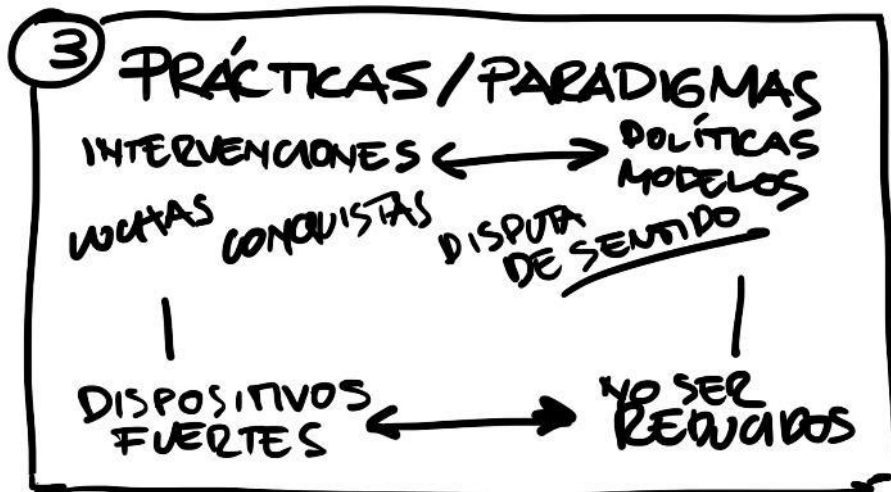 3
PRÁCTICAS / PARADIGMAS
INTERVENCIONES
POLÍTICAS
MODELOS
LUCHAS CONQUISTAS DISPUTA
DE SENTIDO
DISPOSITIVOS
FUERTES
NO SER
REDUCIDOS